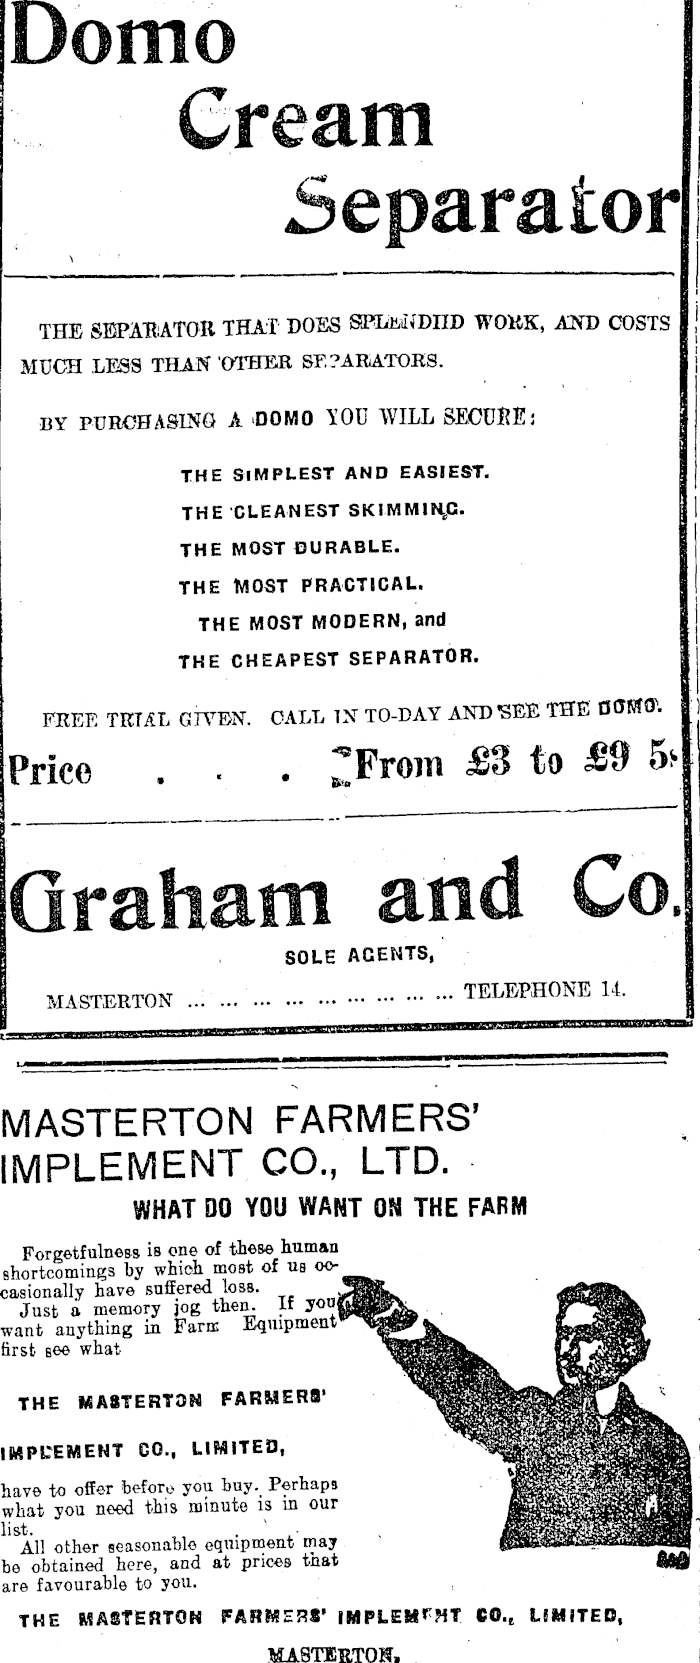 Domo
Cream
Separator
THE SEPARATOR THAT DOES SPLENDIID WORK, AND COSTS
MUCH LESS THAN OTHER SEPARATORS.
BY PURCHASING A DOMO YOU WILL SECURE:
THE SIMPLEST AND EASIEST.
THE CLEANEST SKIMMING.
THE MOST DURABLE.
THE MOST PRACTICAL.
THE MOST MODERN, and
THE CHEAPEST SEPARATOR.
FREE TRIAL GIVEN. CALL IN TO-DAY AND SEE THE DOMO.
Price . . . From £3 to £9 5s
Graham and Co.
SOLE AGENTS,
MASTERTON ... ... ... ... ... ... ... ... ... TELEPHONE 14.
MASTERTON FARMERS'
IMPLEMENT CO., LTD.
WHAT DO YOU WANT ON THE FARM
Forgetfulness is one of these human
shortcomings by which most of us oc-
casionally have suffered loss.
Just a memory jog then. If you
want anything in Farm Equipment
first see what
THE MASTERTON FARMERS'
IMPLEMENT CO., LIMITED,
have to offer before you buy. Perhaps
what you need this minute is in our
list.
All other seasonable equipment may
be obtained here, and at prices that
are favourable to you.
THE MASTERTON FARMERS' IMPLEMENT CO., LIMITED,
MASTERTON.